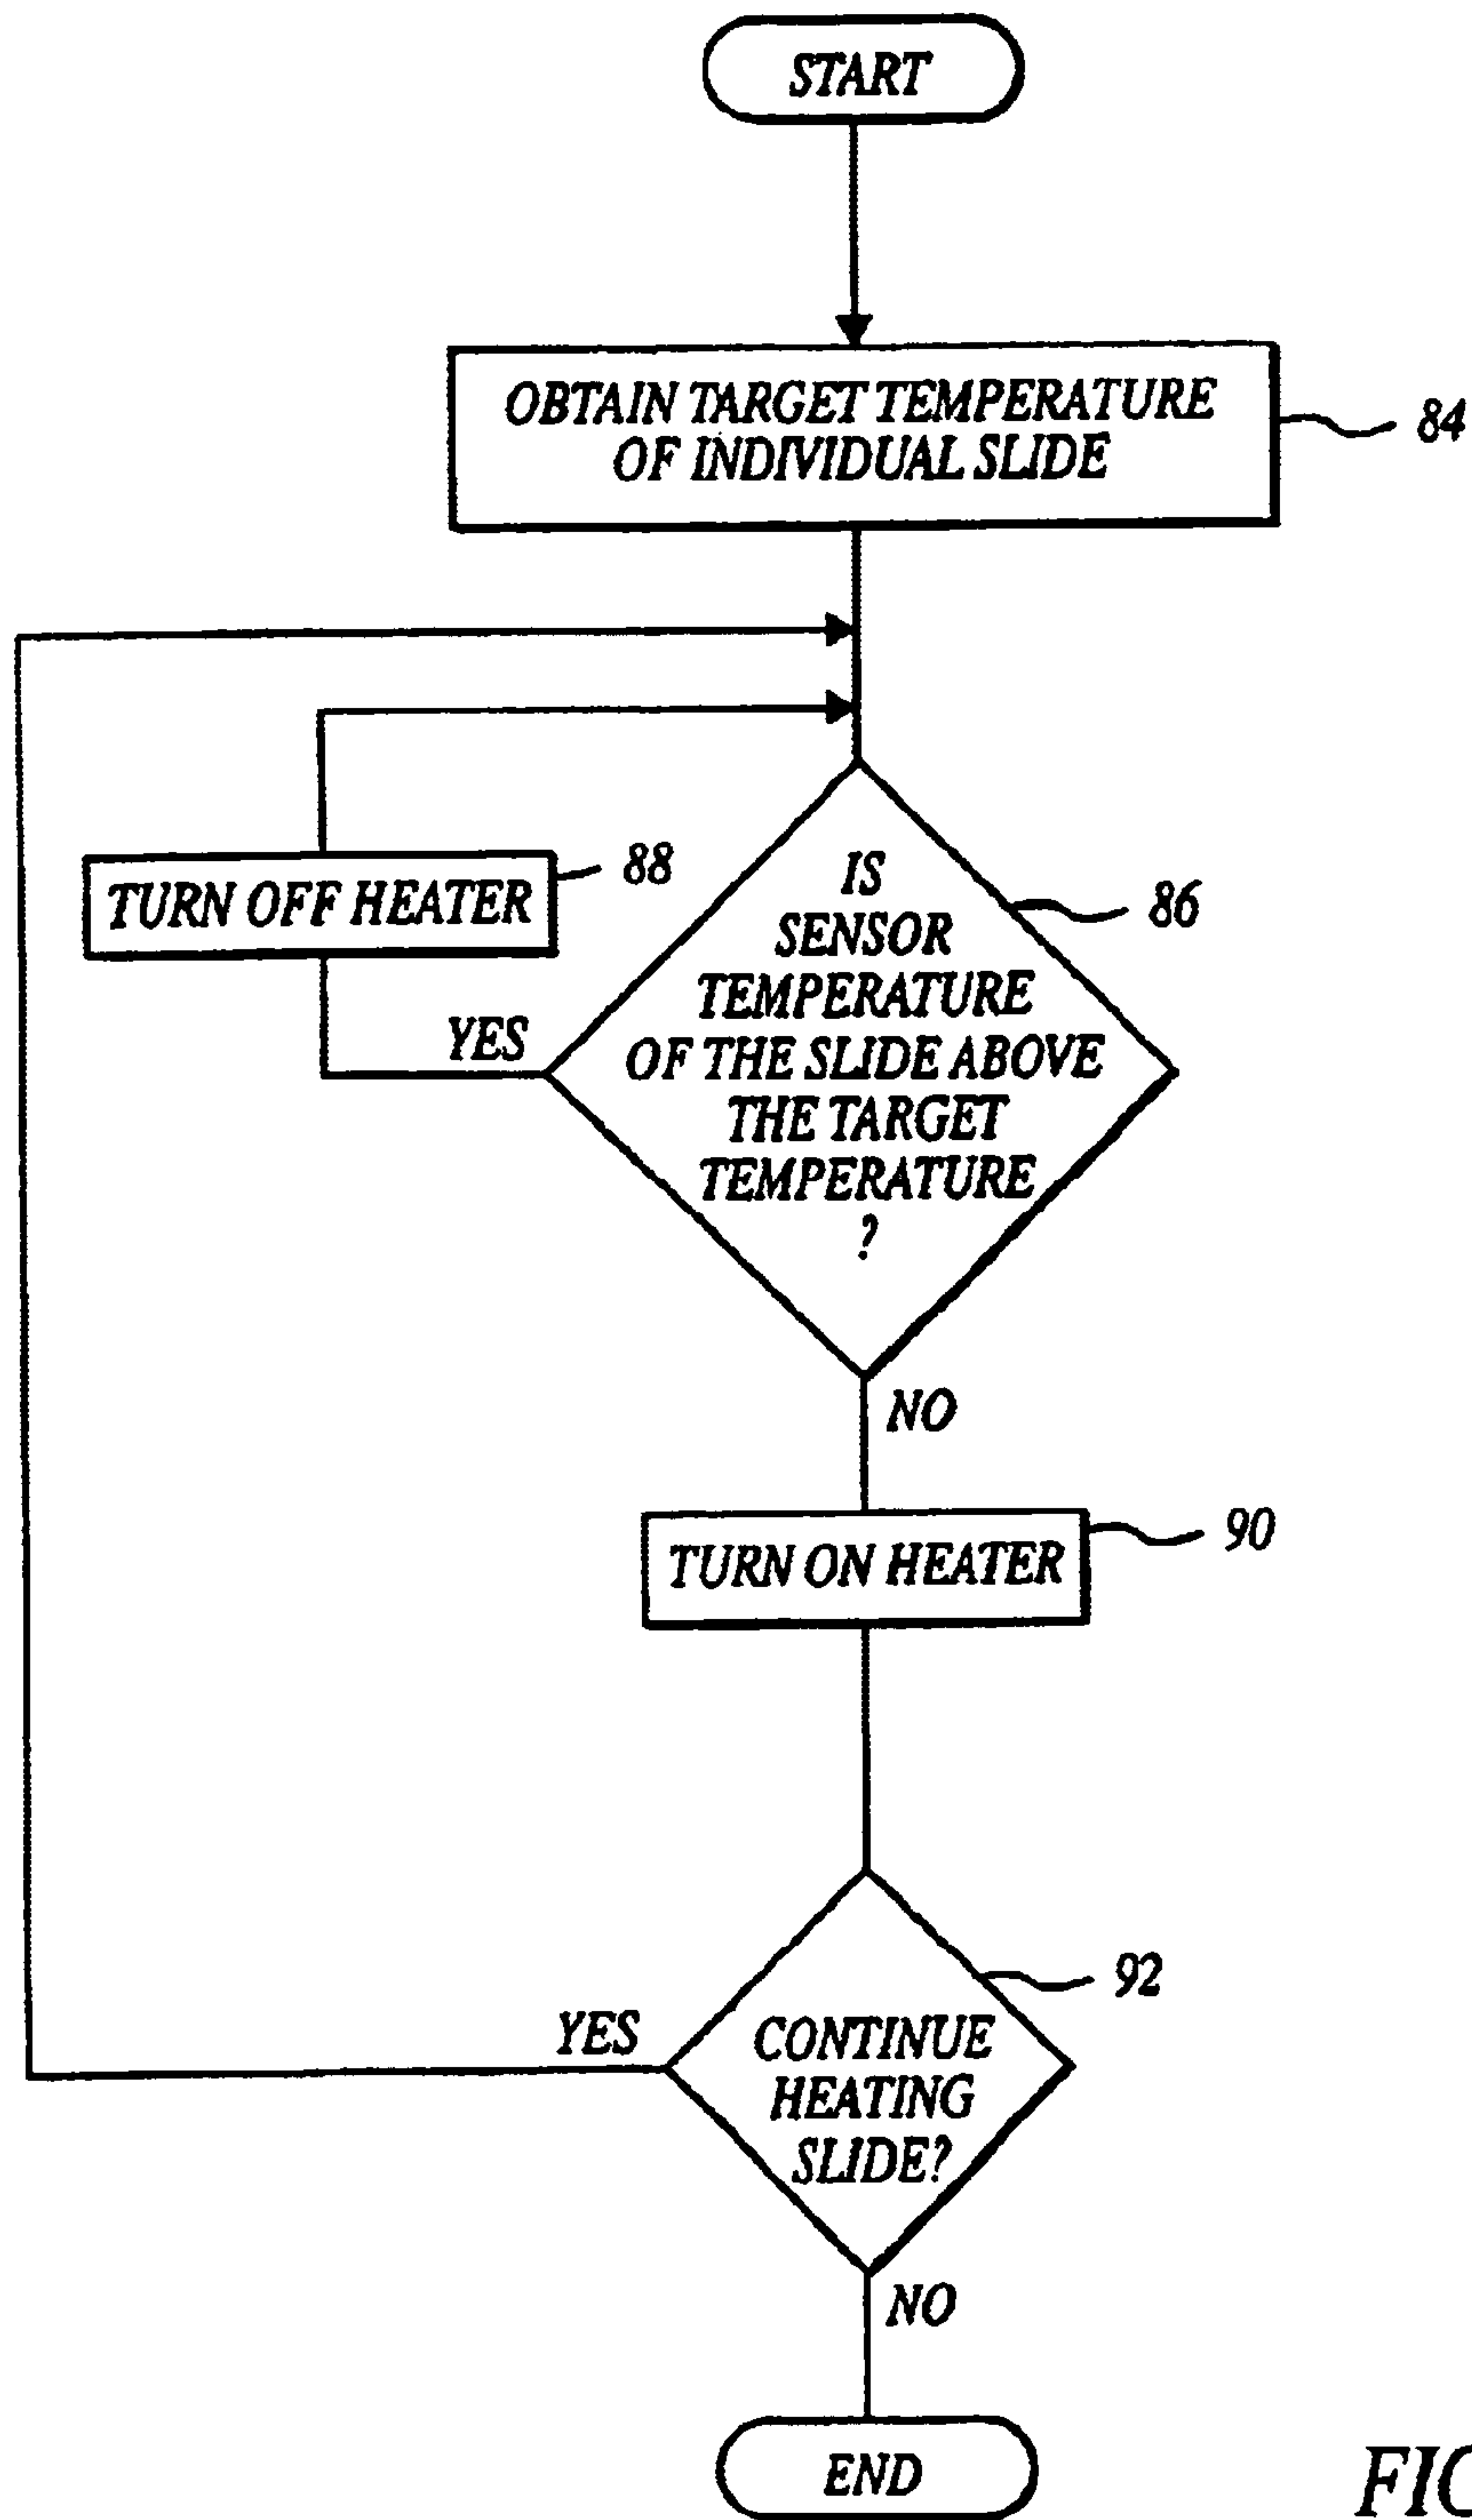 START
OBTAIN TARGET TEMPERATURE
OF INDIVIDUAL SLIDE
84
TURN OFF HEATER
88
IS
SENSOR
TEMPERATURE
OF THE SLIDE ABOVE
THE TARGET
TEMPERATURE
?
86
YES
NO
TURN ON HEATER
90
92
YES
CONTINUE
HEATING
SLIDE?
NO
END